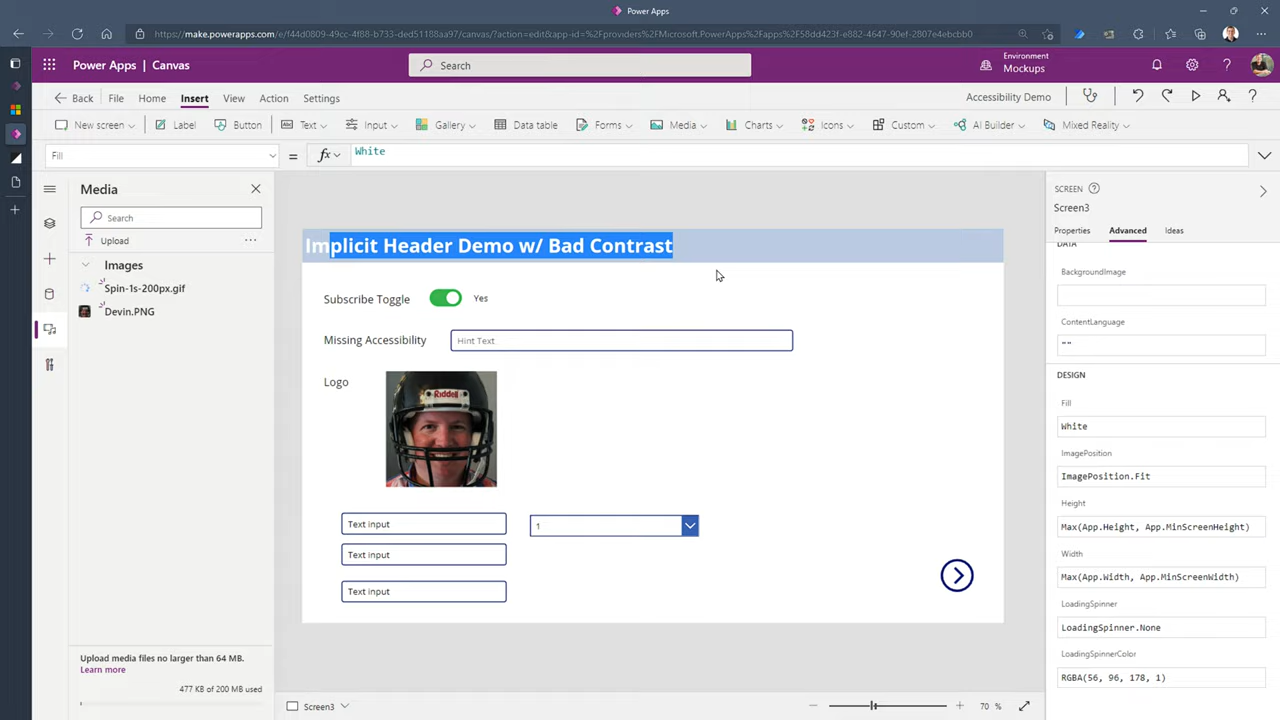 Power Apps
https://make.powerapps.com/e/f44d0809-49cc-4f88-b733-ded51188aa97/canvas/?action=edit&app-id=%2Fproviders%2FMicrosoft.PowerApps%2Fapps%2F58dd423f-e882-4647-90ef-2807e4ebcbb0
Power Apps | Canvas
Search
Environment
Mockups
Back File Home Insert View Action Settings
Accessibility Demo
New screen Label Button Text Input Gallery Data table Forms Media Charts Icons Custom AI Builder Mixed Reality
Fill = fx White
Media
Search
Upload
Images
Spin-1s-200px.gif
Devin.PNG
Upload media files no larger than 64 MB.
Learn more
477 KB of 200 MB used
Implicit Header Demo w/ Bad Contrast
Subscribe Toggle Yes
Missing Accessibility Hint Text
Logo
Riddell
Text input 1
Text input
Text input
Screen3
70 %
SCREEN
Screen3
Properties Advanced Ideas
DATA
BackgroundImage
ContentLanguage
""
DESIGN
Fill
White
ImagePosition
ImagePosition.Fit
Height
Max(App.Height, App.MinScreenHeight)
Width
Max(App.Width, App.MinScreenWidth)
LoadingSpinner
LoadingSpinner.None
LoadingSpinnerColor
RGBA(56, 96, 178, 1)